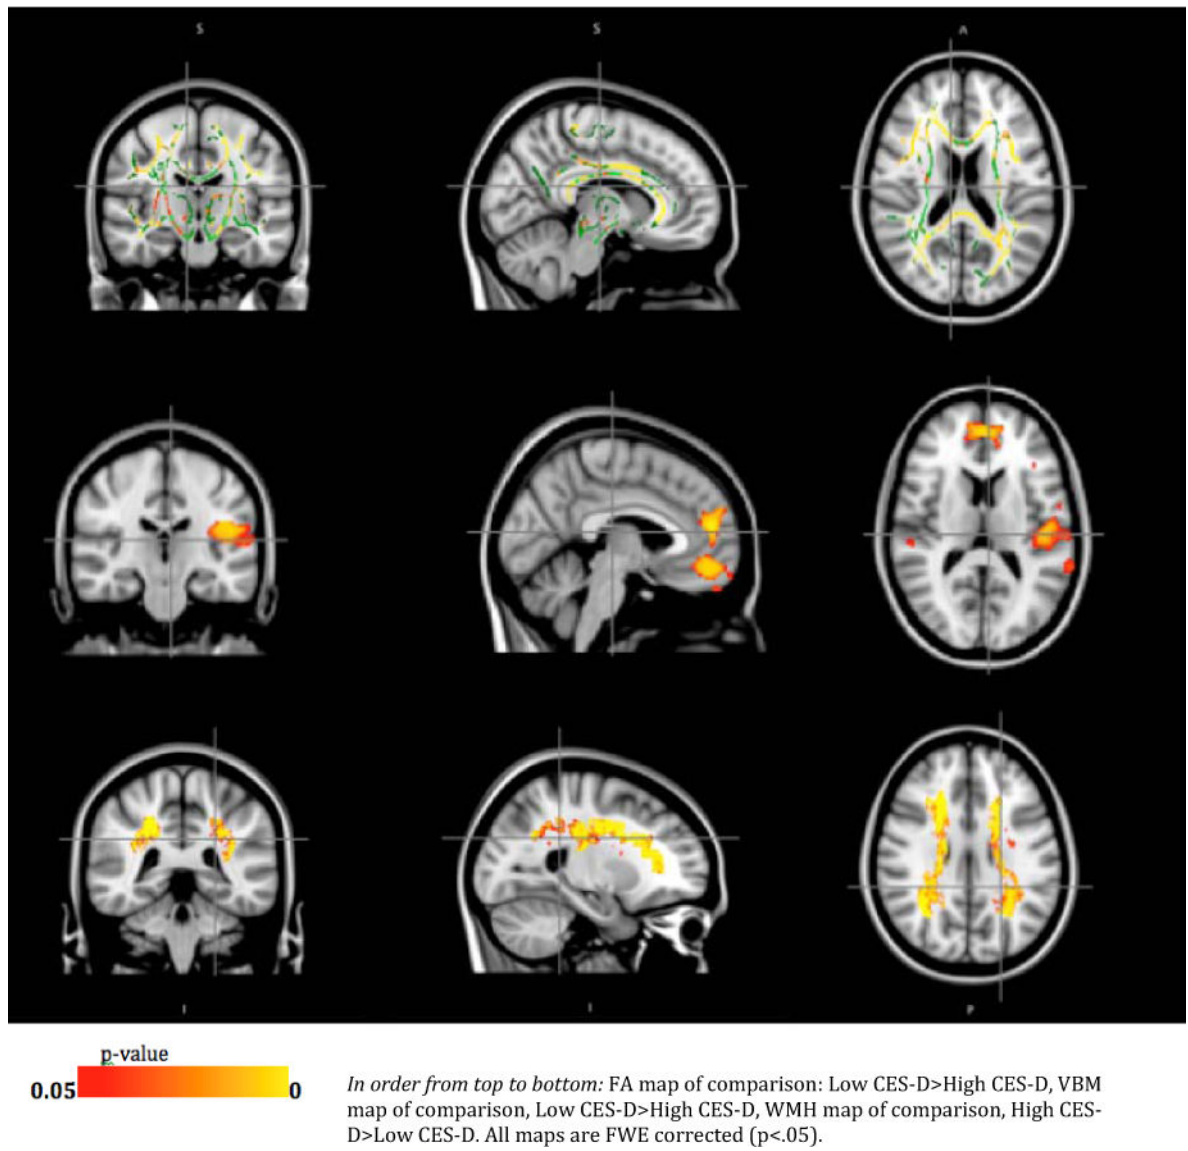 S S A
I I P
p-value
0.05 0
In order from top to bottom: FA map of comparison: Low CES-D>High CES-D, VBM
map of comparison, Low CES-D>High CES-D, WMH map of comparison, High CES-
D>Low CES-D. All maps are FWE corrected (p<.05).